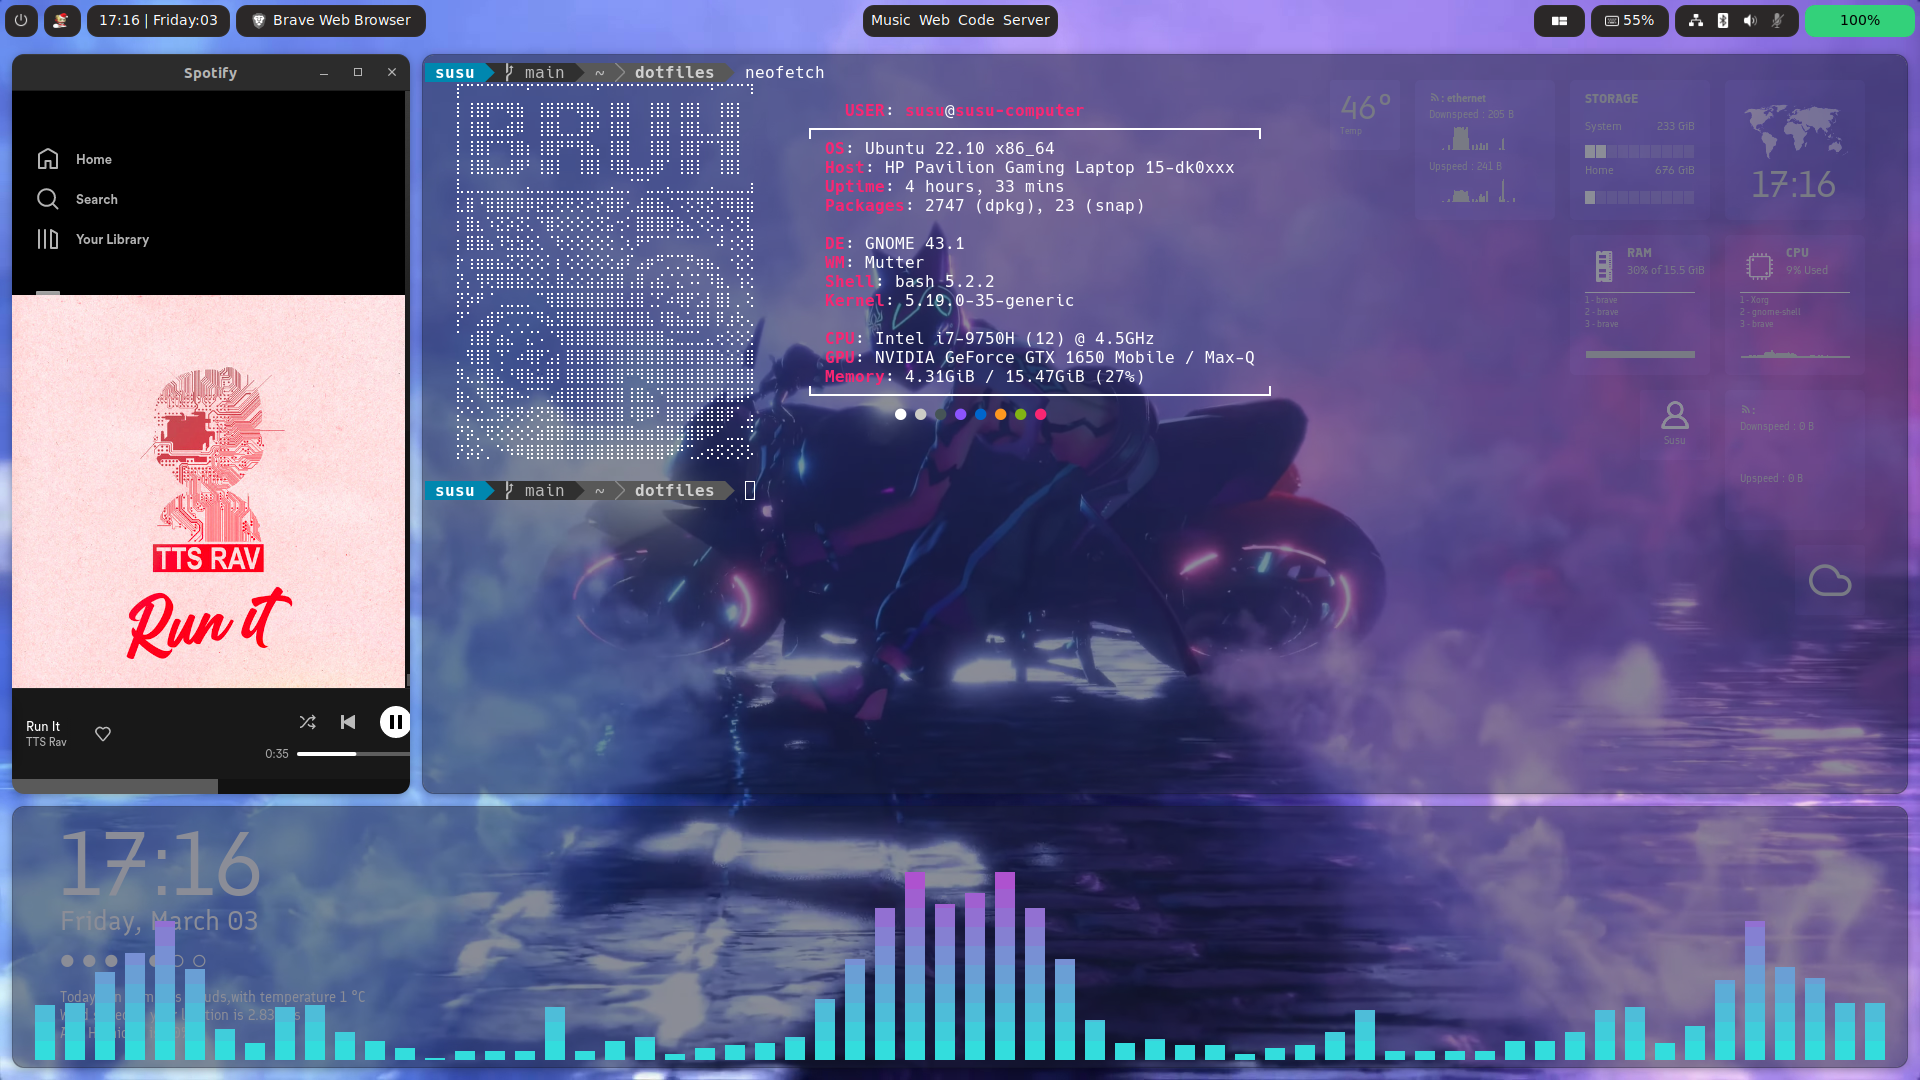 17:16 | Friday:03
Brave Web Browser
Music Web Code Server
55%
100%
Spotify
Home
Search
Your Library
TTS RAV
Run it
Run It
TTS Rav
0:35
susu main ~ dotfiles neofetch
BRUH
USER: susu@susu-computer
OS: Ubuntu 22.10 x86_64
Host: HP Pavilion Gaming Laptop 15-dk0xxx
Uptime: 4 hours, 33 mins
Packages: 2747 (dpkg), 23 (snap)
DE: GNOME 43.1
WM: Mutter
Shell: bash 5.2.2
Kernel: 5.19.0-35-generic
CPU: Intel i7-9750H (12) @ 4.5GHz
GPU: NVIDIA GeForce GTX 1650 Mobile / Max-Q
Memory: 4.31GiB / 15.47GiB (27%)
susu main ~ dotfiles
46°
Temp
: ethernet
Downspeed : 205 B
Upspeed : 241 B
STORAGE
System 233 GiB
Home 676 GiB
17:16
RAM
30% of 15.5 GiB
1 - brave
2 - brave
3 - brave
CPU
9% Used
1 - Xorg
2 - gnome-shell
3 - brave
Susu
:
Downspeed : 0 B
Upspeed : 0 B
17:16
Friday, March 03
with temperature 1 °C
is 2.83